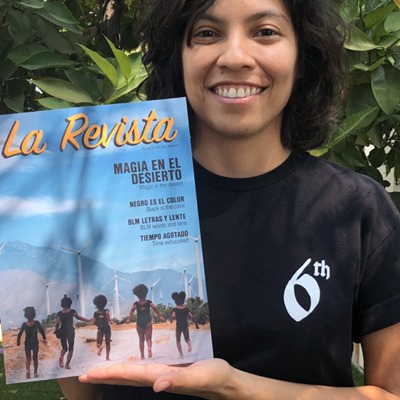 La Revista
MAGIA EN EL
DESIERTO
Magic in the desert
NEGRO ES EL COLOR
Black is the color
BLM LETRAS Y LENTE
BLM words and lens
TIEMPO AGOTADO
Time exhausted
6th